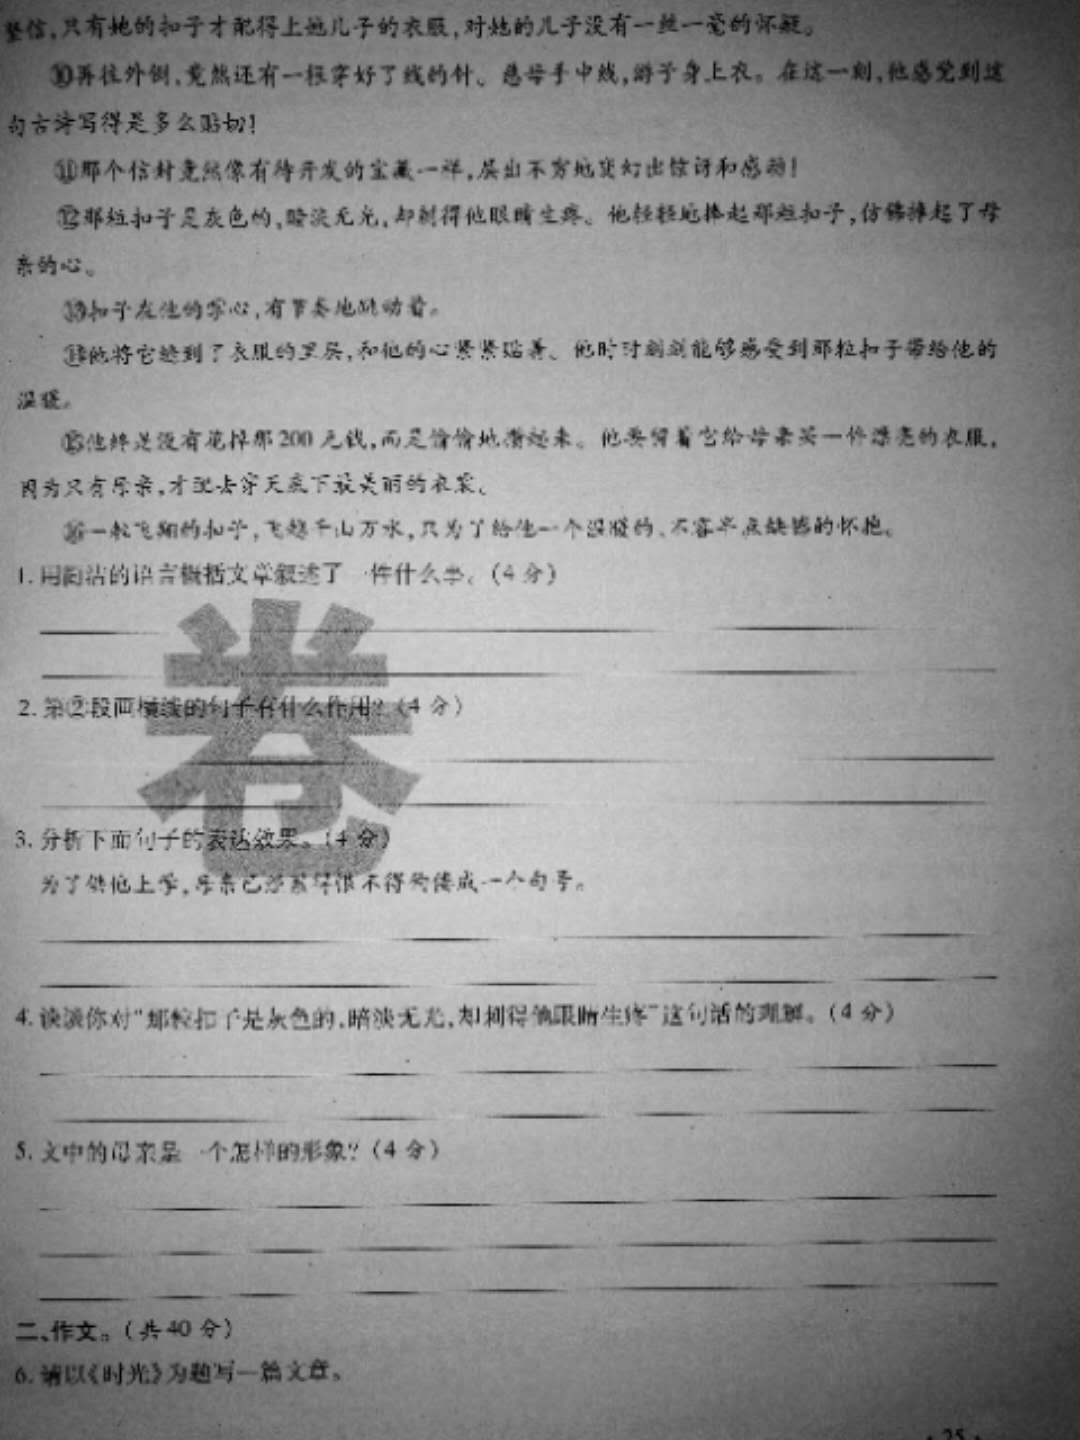 坚信,只有她的扣子才配得上她儿子的衣服,对她的儿子没有一丝一毫的怀疑。
⑩再往外倒,竟然还有一根穿好了线的针。慈母手中线,游子身上衣。在这一刻,他感觉到这
句古诗写得是多么贴切!
⑪那个信封竟然像有待开发的宝藏一样,层出不穷地变幻出惊讶和感动!
⑫那粒扣子是灰色的,暗淡无光,却刺得他眼睛生疼。他轻轻地捧起那粒扣子,仿佛捧起了母
亲的心。
⑬扣子在他的掌心,有节奏地跳动着。
⑭他将它缝到了衣服的里层,和他的心紧紧贴着。他时时刻刻能够感受到那粒扣子带给他的
温暖。
⑮他终是没有花掉那200元钱,而是偷偷地攒起来。他要留着它给母亲买一件漂亮的衣服,
因为只有母亲,才配去穿天底下最美丽的衣裳。
⑯一粒飞翔的扣子,飞越千山万水,只为了给他一个温暖的、不容半点缺憾的怀抱。
1. 用简洁的语言概括文章叙述了一件什么事。(4分)
2. 第②段画横线的句子有什么作用?(4分)
3. 分析下面句子的表达效果。(4分)
为了供他上学,母亲已经累得恨不得佝偻成一个句号。
4. 谈谈你对“那粒扣子是灰色的,暗淡无光,却刺得他眼睛生疼”这句话的理解。(4分)
5. 文中的母亲是一个怎样的形象?(4分)
二、作文。(共40分)
6. 请以《时光》为题写一篇文章。
卷
· 25 ·